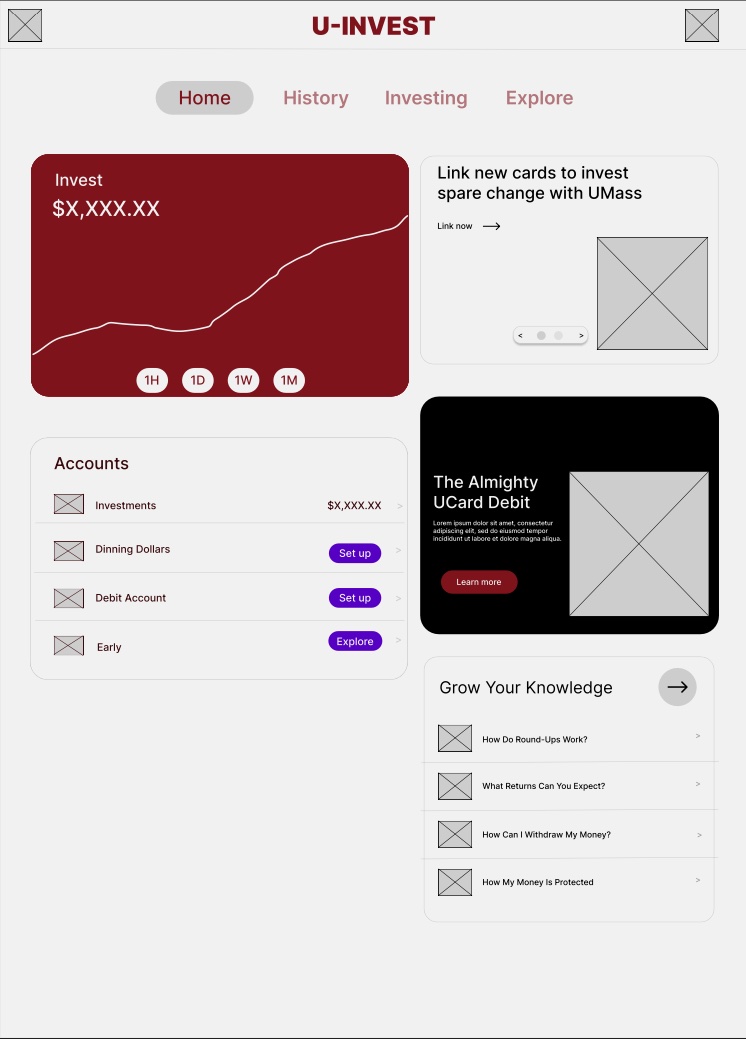 U-INVEST
Home History Investing Explore
Invest
$X,XXX.XX
1H 1D 1W 1M
Link new cards to invest
spare change with UMass
Link now →
< >
Accounts
Investments $X,XXX.XX >
Dinning Dollars Set up >
Debit Account Set up >
Early Explore >
The Almighty
UCard Debit
Lorem ipsum dolor sit amet, consectetur
adipiscing elit, sed do eiusmod tempor
incididunt ut labore et dolore magna aliqua.
Learn more
Grow Your Knowledge →
How Do Round-Ups Work? >
What Returns Can You Expect? >
How Can I Withdraw My Money? >
How My Money Is Protected >